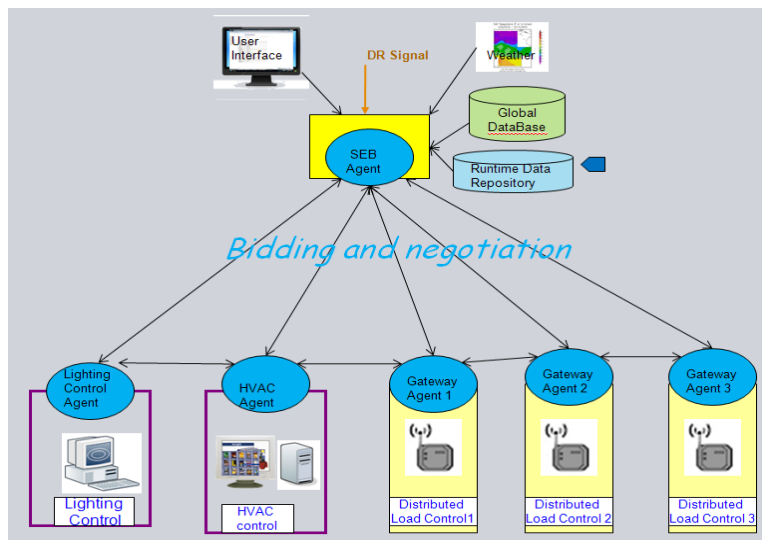 User
Interface
DR Signal
Weather
Global
DataBase
SEB
Agent
Runtime Data
Repository
Bidding and negotiation
Lighting
Control
Agent
HVAC
Agent
Gateway
Agent 1
Gateway
Agent 2
Gateway
Agent 3
Lighting
Control
HVAC
control
Distributed
Load Control1
Distributed
Load Control 2
Distributed
Load Control 3